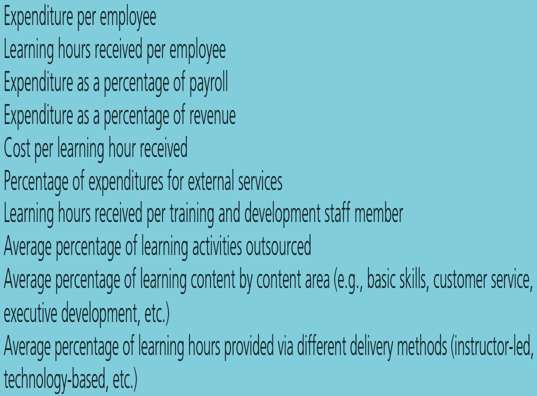 Expenditure per employee
Learning hours received per employee
Expenditure as a percentage of payroll
Expenditure as a percentage of revenue
Cost per learning hour received
Percentage of expenditures for external services
Learning hours received per training and development staff member
Average percentage of learning activities outsourced
Average percentage of learning content by content area (e.g., basic skills, customer service,
executive development, etc.)
Average percentage of learning hours provided via different delivery methods (instructor-led,
technology-based, etc.)